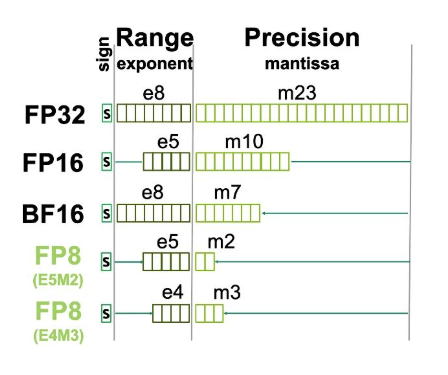 sign
Range
Precision
exponent
mantissa
e8
m23
FP32
S
e5
m10
FP16
S
e8
m7
BF16
S
e5
m2
FP8
S
(E5M2)
e4
m3
FP8
S
(E4M3)